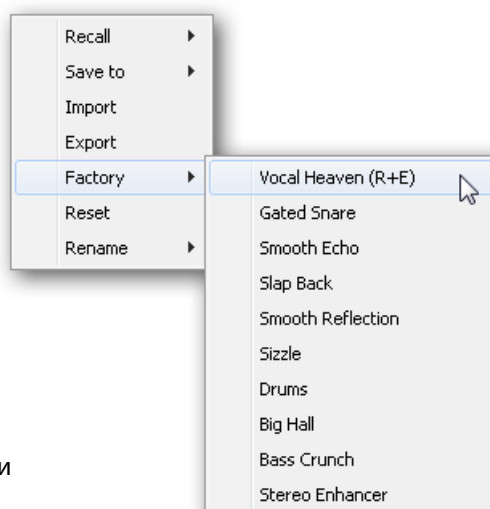 Recall
Save to
Import
Export
Factory
Reset
Rename
Vocal Heaven (R+E)
Gated Snare
Smooth Echo
Slap Back
Smooth Reflection
Sizzle
Drums
Big Hall
Bass Crunch
Stereo Enhancer
и